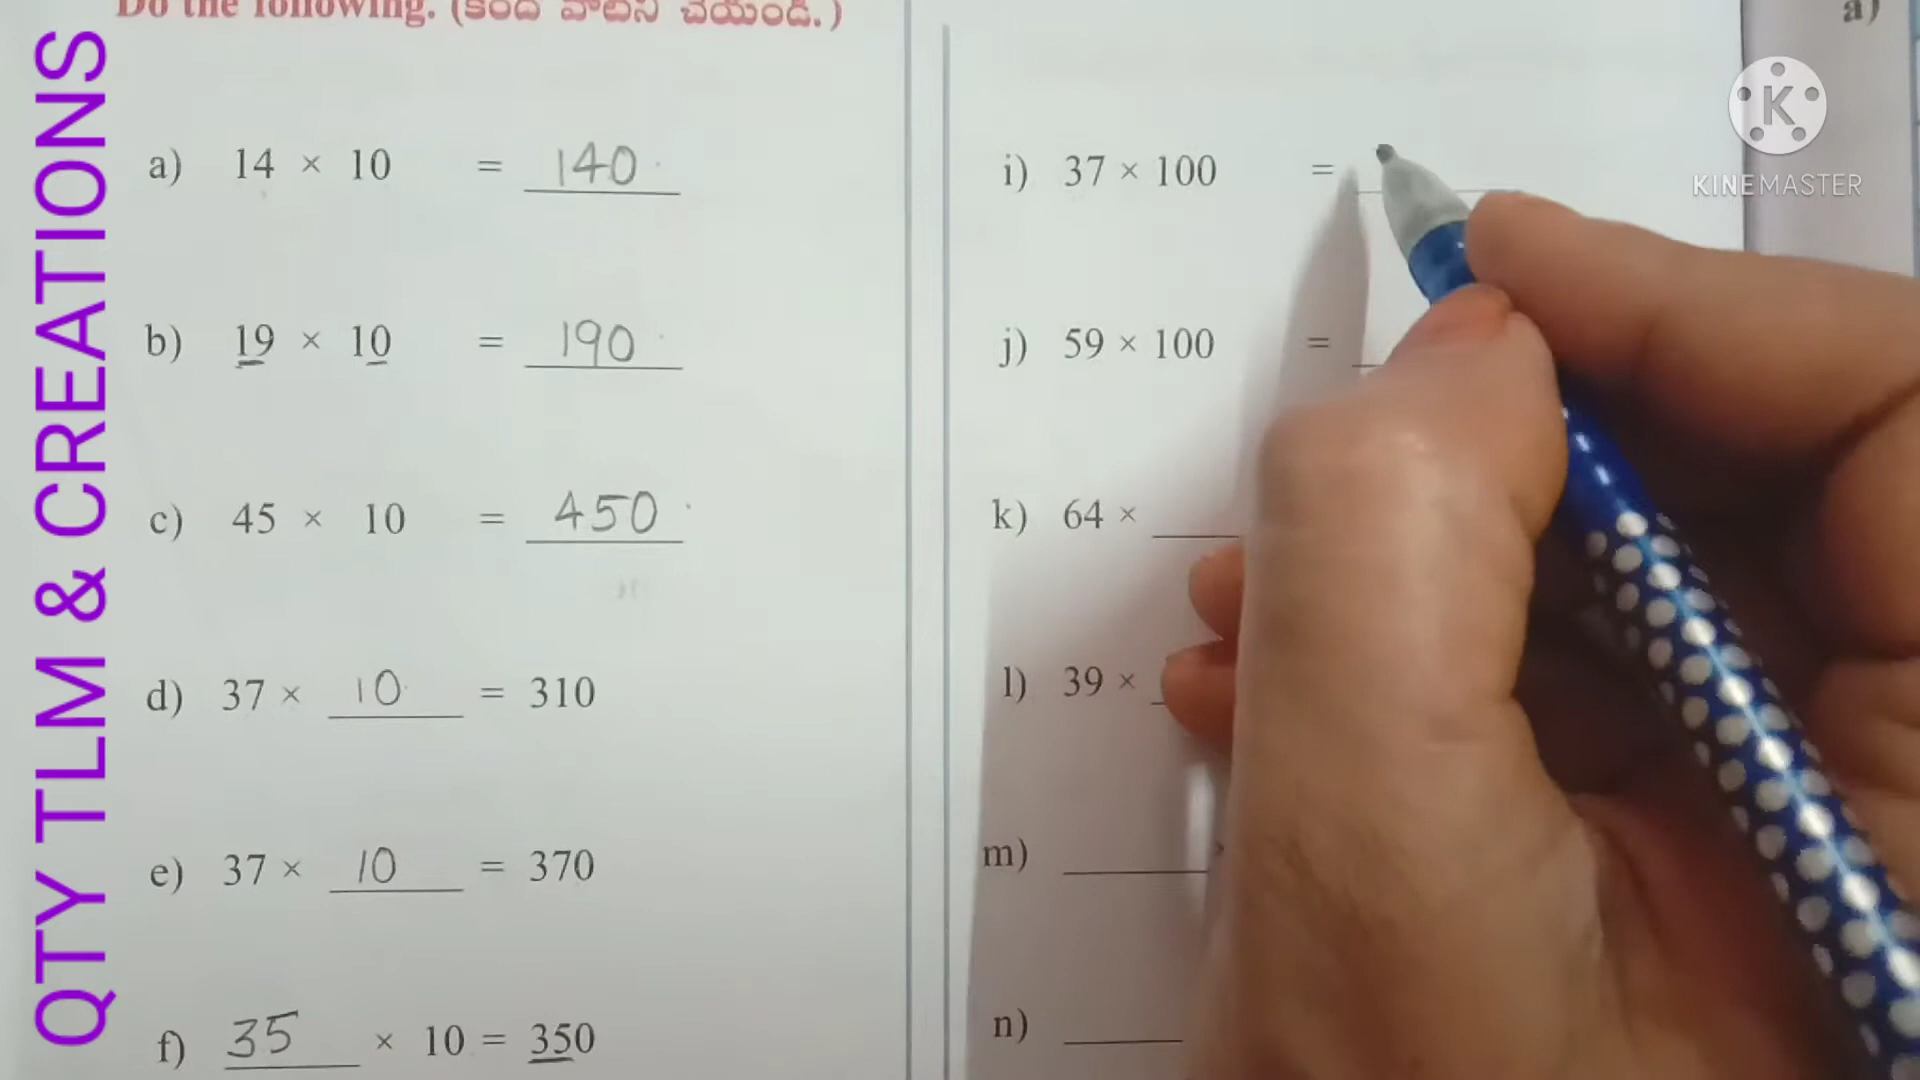 Do the following. (కింది వాటిని చేయండి.)
a) 14 × 10 = 140
b) 19 × 10 = 190
c) 45 × 10 = 450
d) 37 × 10 = 310
e) 37 × 10 = 370
f) 35 × 10 = 350
i) 37 × 100 =
j) 59 × 100 =
k) 64 ×
l) 39 ×
m)
n)
a)
K
KINEMASTER
QTY TLM & CREATIONS